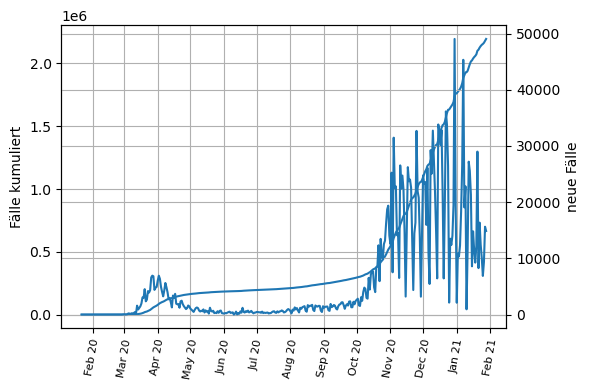 1e6
2.0
1.5
1.0
0.5
0.0
Fälle kumuliert
50000
40000
30000
20000
10000
0
neue Fälle
Feb 20
Mar 20
Apr 20
May 20
Jun 20
Jul 20
Aug 20
Sep 20
Oct 20
Nov 20
Dec 20
Jan 21
Feb 21